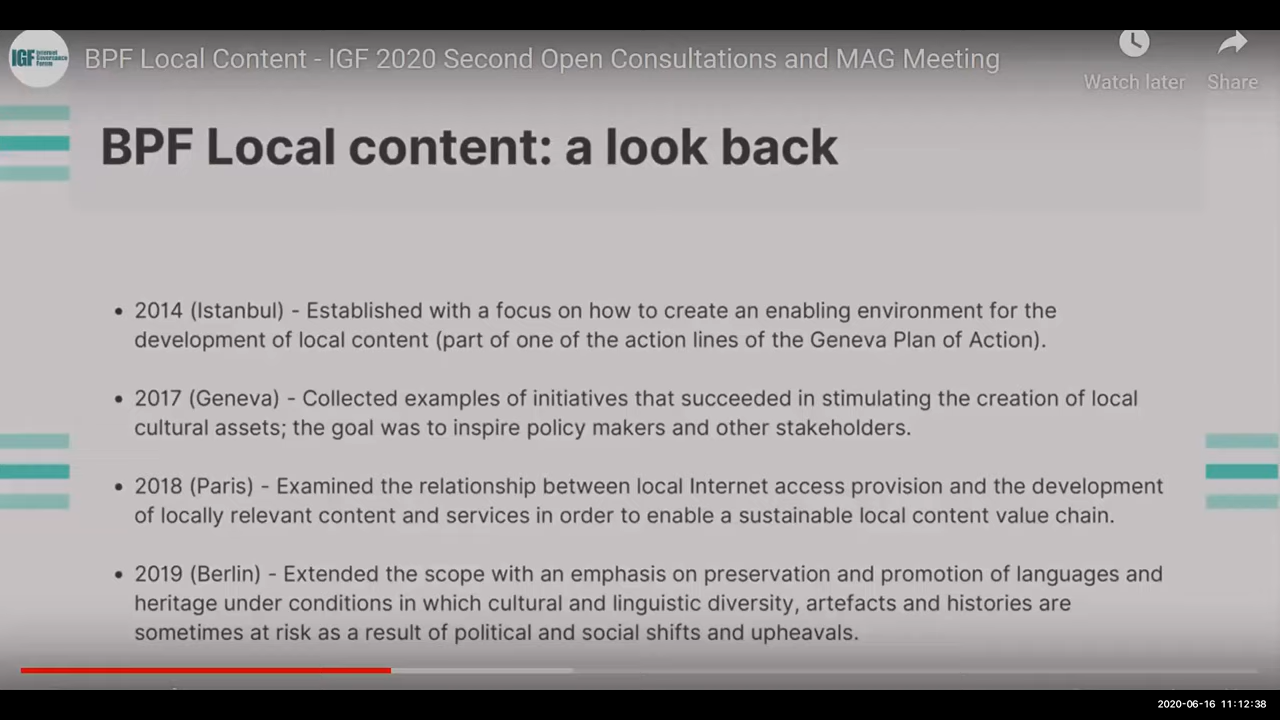 IGF Internet Governance Forum
BPF Local Content - IGF 2020 Second Open Consultations and MAG Meeting
Watch later
Share
BPF Local content: a look back
• 2014 (Istanbul) - Established with a focus on how to create an enabling environment for the
development of local content (part of one of the action lines of the Geneva Plan of Action).
• 2017 (Geneva) - Collected examples of initiatives that succeeded in stimulating the creation of local
cultural assets; the goal was to inspire policy makers and other stakeholders.
• 2018 (Paris) - Examined the relationship between local Internet access provision and the development
of locally relevant content and services in order to enable a sustainable local content value chain.
• 2019 (Berlin) - Extended the scope with an emphasis on preservation and promotion of languages and
heritage under conditions in which cultural and linguistic diversity, artefacts and histories are
sometimes at risk as a result of political and social shifts and upheavals.
2020-06-16 11:12:38